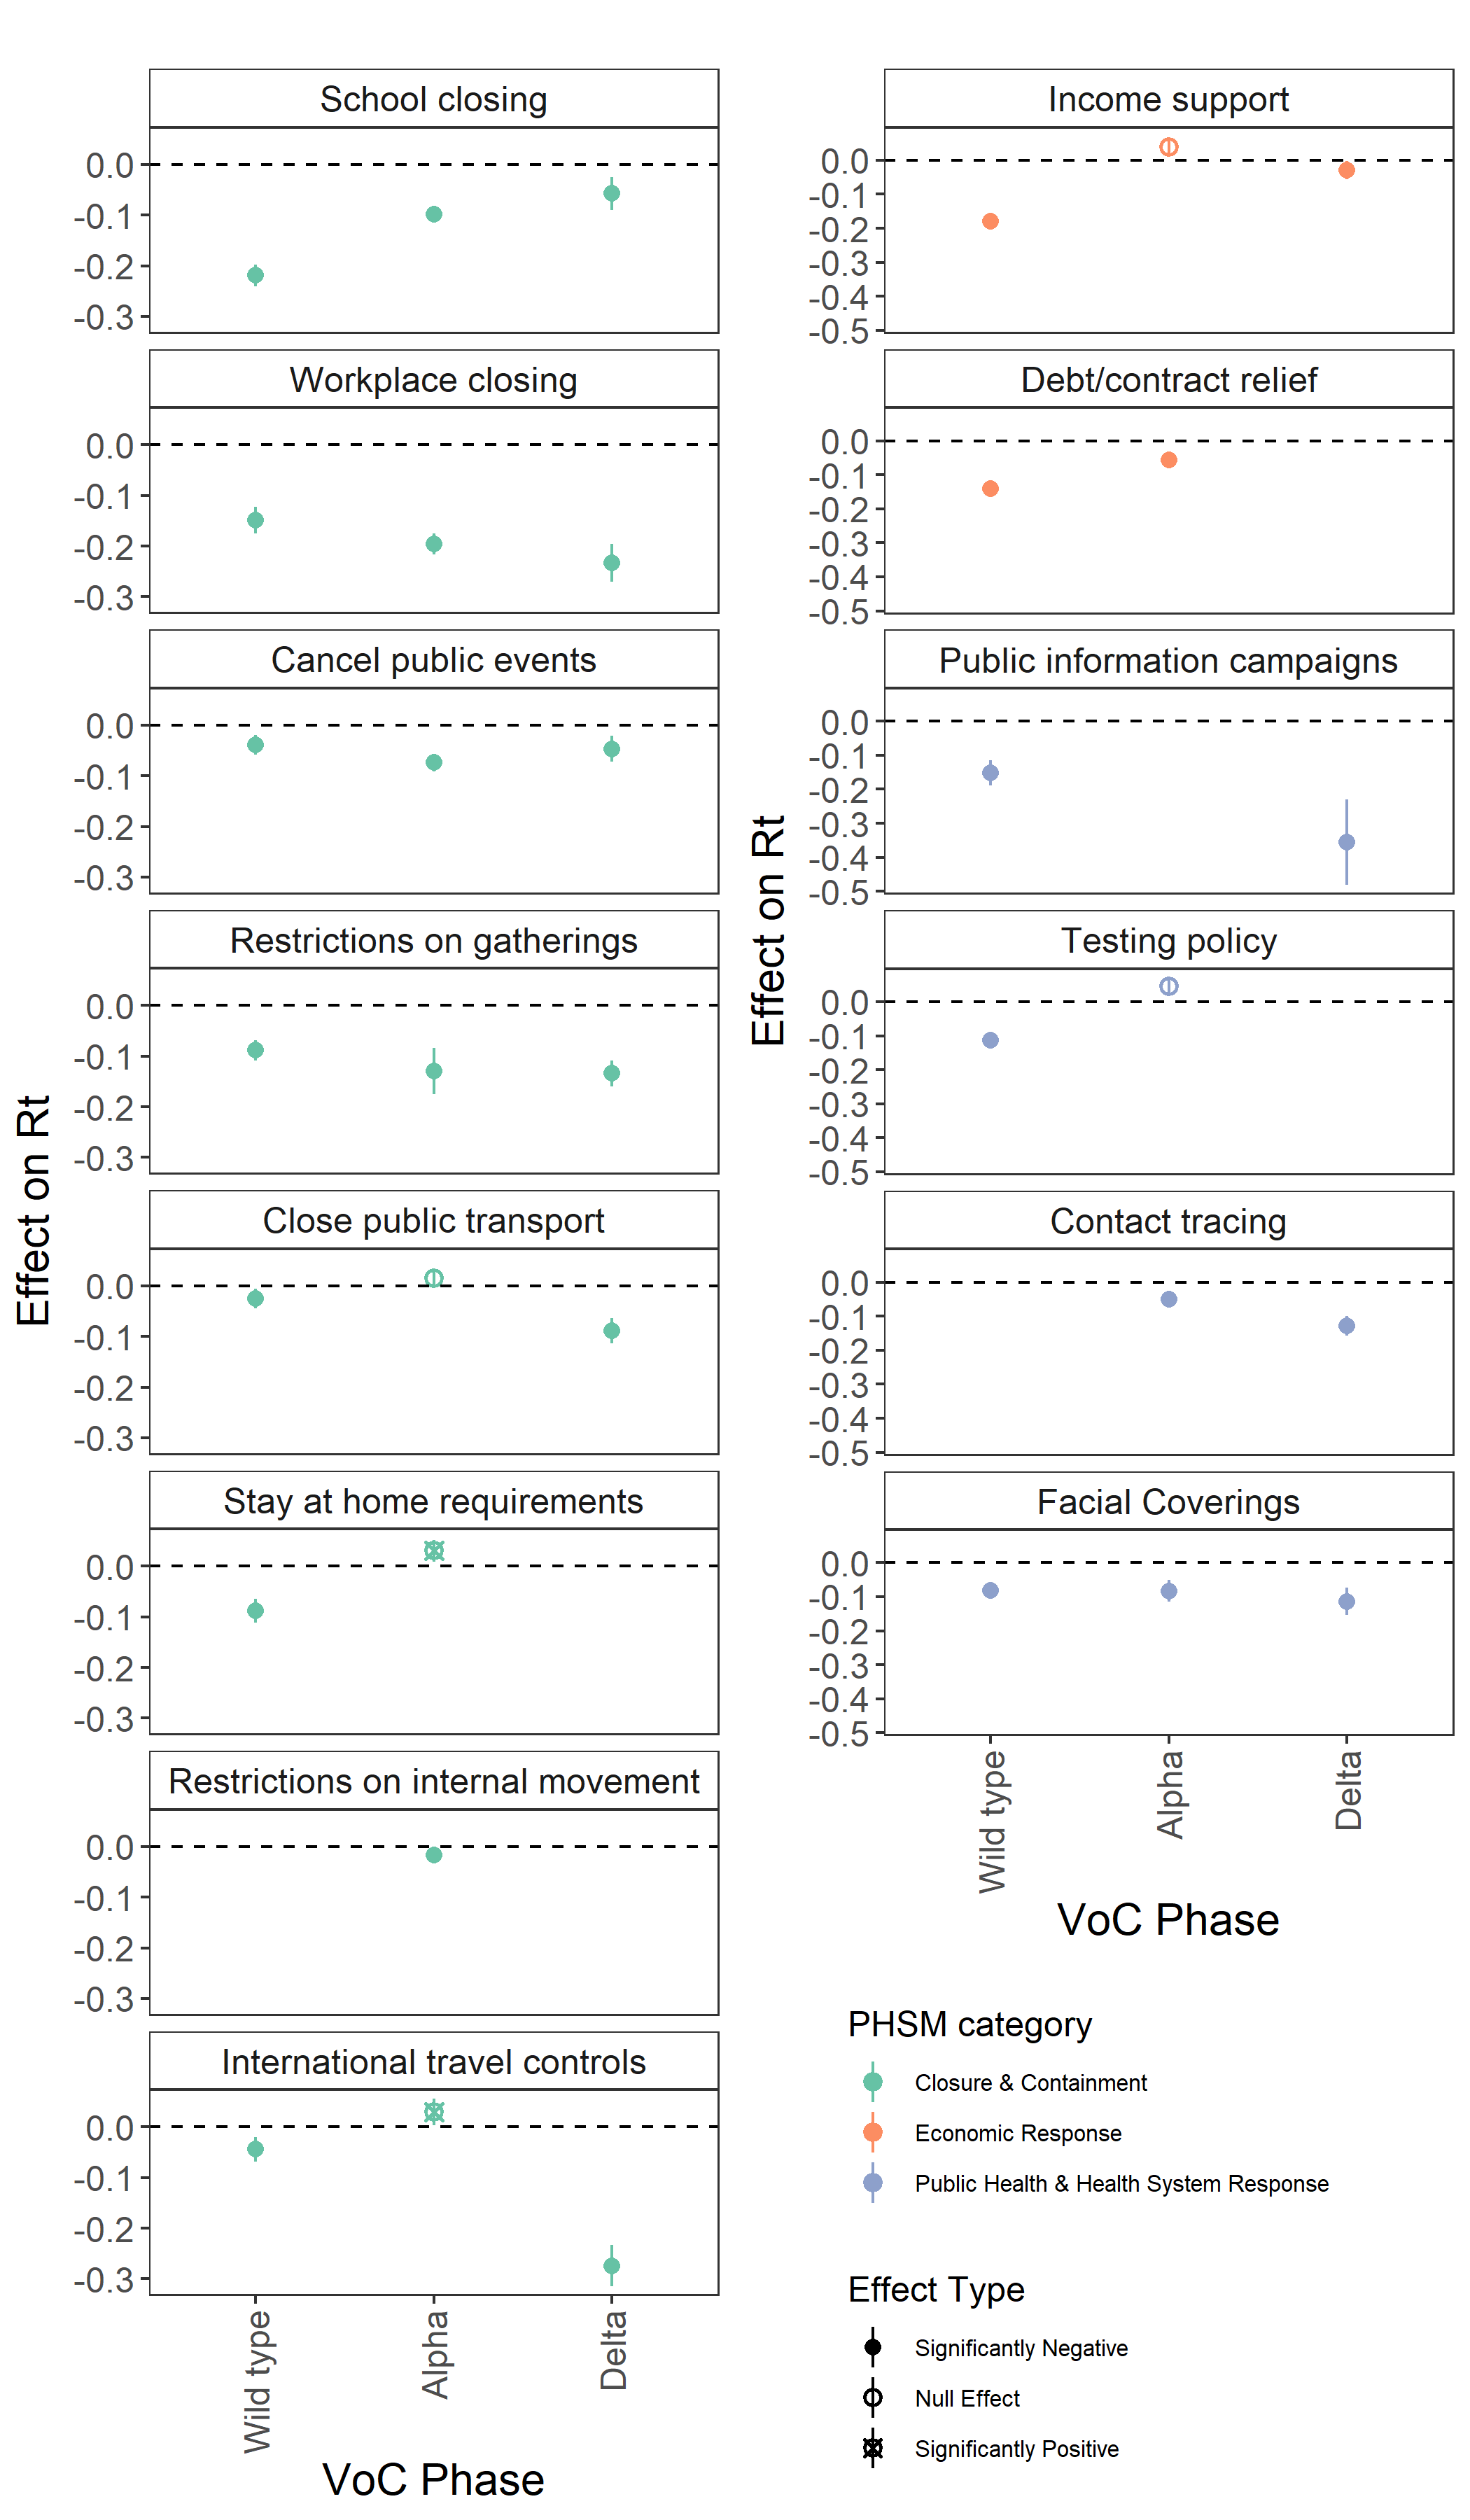 School closing
0.0
-0.1
-0.2
-0.3
Workplace closing
0.0
-0.1
-0.2
-0.3
Cancel public events
0.0
-0.1
-0.2
-0.3
Restrictions on gatherings
0.0
-0.1
-0.2
-0.3
Close public transport
0.0
-0.1
-0.2
-0.3
Stay at home requirements
0.0
-0.1
-0.2
-0.3
Restrictions on internal movement
0.0
-0.1
-0.2
-0.3
International travel controls
0.0
-0.1
-0.2
-0.3
Wild type
Alpha
Delta
VoC Phase
Effect on Rt
Income support
0.0
-0.1
-0.2
-0.3
-0.4
-0.5
Debt/contract relief
0.0
-0.1
-0.2
-0.3
-0.4
-0.5
Public information campaigns
0.0
-0.1
-0.2
-0.3
-0.4
-0.5
Testing policy
0.0
-0.1
-0.2
-0.3
-0.4
-0.5
Contact tracing
0.0
-0.1
-0.2
-0.3
-0.4
-0.5
Facial Coverings
0.0
-0.1
-0.2
-0.3
-0.4
-0.5
Wild type
Alpha
Delta
VoC Phase
Effect on Rt
PHSM category
Closure & Containment
Economic Response
Public Health & Health System Response
Effect Type
Significantly Negative
Null Effect
Significantly Positive